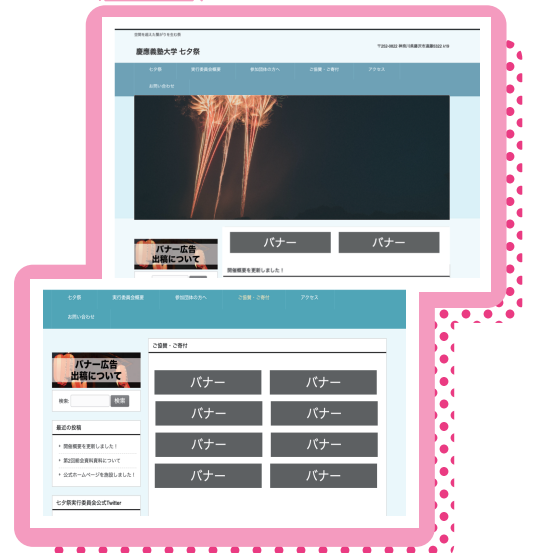 慶應義塾大学 七夕祭
七夕祭 実行委員会概要 参加団体の方へ ご協賛・ご寄付 アクセス
お問い合わせ
バナー広告
出稿について
バナー バナー
開催概要を更新しました！
七夕祭 実行委員会概要 参加団体の方へ ご協賛・ご寄付 アクセス
お問い合わせ
バナー広告
出稿について
検索: 検索
最近の投稿
開催概要を更新しました！
公式ホームページを開設しました！
七夕祭実行委員会公式Twitter
ご協賛・ご寄付
バナー バナー
バナー バナー
バナー バナー
バナー バナー